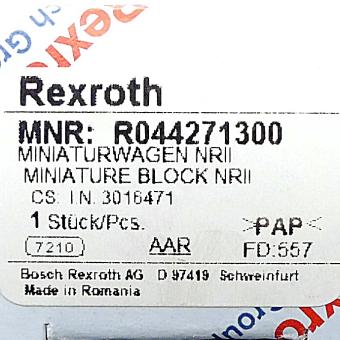 Rexroth
MNR: R044271300
MINIATURWAGEN NRII
MINIATURE BLOCK NRII
CS: I.N. 3016471
1 Stück/Pcs. >PAP<
7210 AAR FD:557
Bosch Rexroth AG D 97419 Schweinfurt
Made in Romania